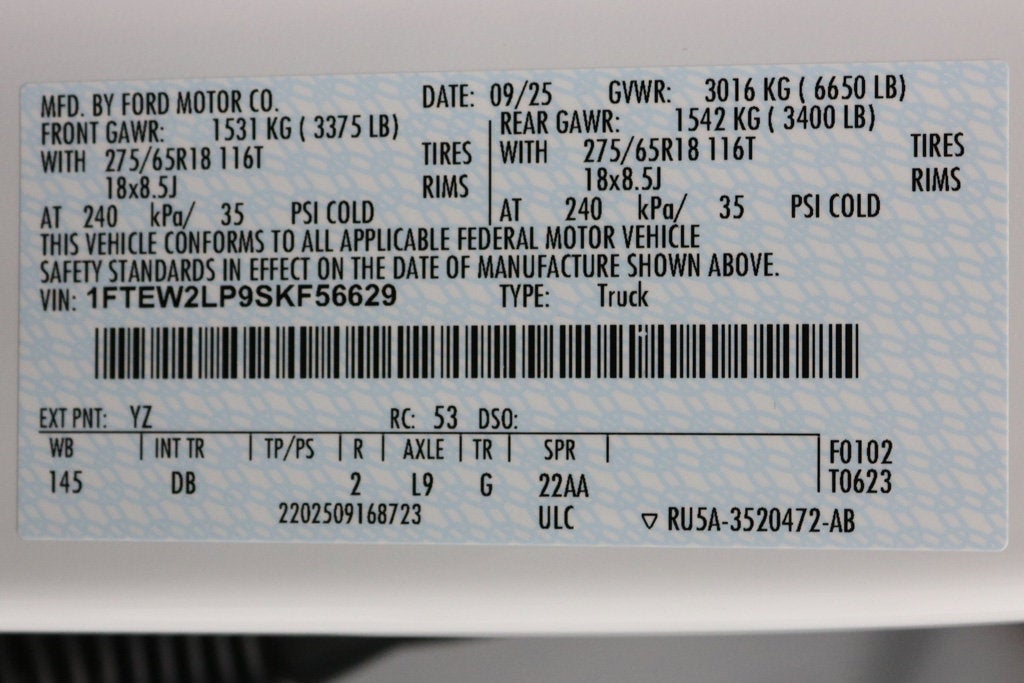 MFD. BY FORD MOTOR CO. DATE: 09/25 GVWR: 3016 KG ( 6650 LB)
FRONT GAWR: 1531 KG ( 3375 LB) REAR GAWR: 1542 KG ( 3400 LB)
WITH 275/65R18 116T TIRES WITH 275/65R18 116T TIRES
18x8.5J RIMS 18x8.5J RIMS
AT 240 kPa/ 35 PSI COLD AT 240 kPa/ 35 PSI COLD
THIS VEHICLE CONFORMS TO ALL APPLICABLE FEDERAL MOTOR VEHICLE
SAFETY STANDARDS IN EFFECT ON THE DATE OF MANUFACTURE SHOWN ABOVE.
VIN: 1FTEW2LP9SKF56629 TYPE: Truck
EXT PNT: YZ RC: 53 DSO:
WB INT TR TP/PS R AXLE TR SPR F0102
145 DB 2 L9 G 22AA T0623
2202509168723 ULC ▽ RU5A-3520472-AB